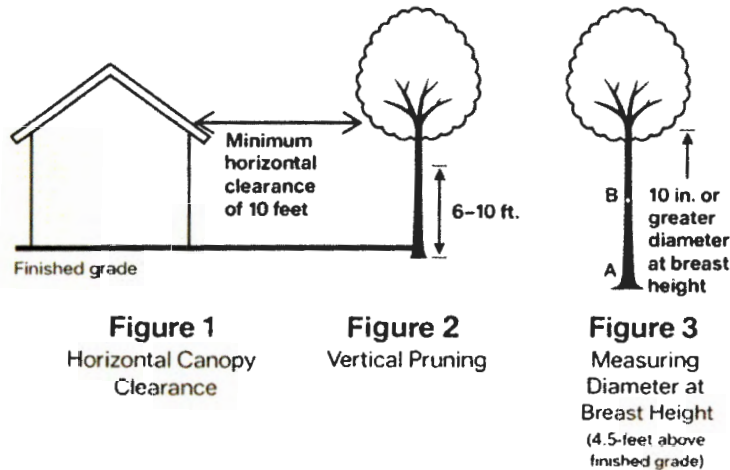 Minimum
horizontal
clearance
of 10 feet
6–10 ft.
B
10 in. or
greater
diameter
at breast
height
A
Finished grade
Figure 1
Horizontal Canopy
Clearance
Figure 2
Vertical Pruning
Figure 3
Measuring
Diameter at
Breast Height
(4.5-feet above
finished grade)